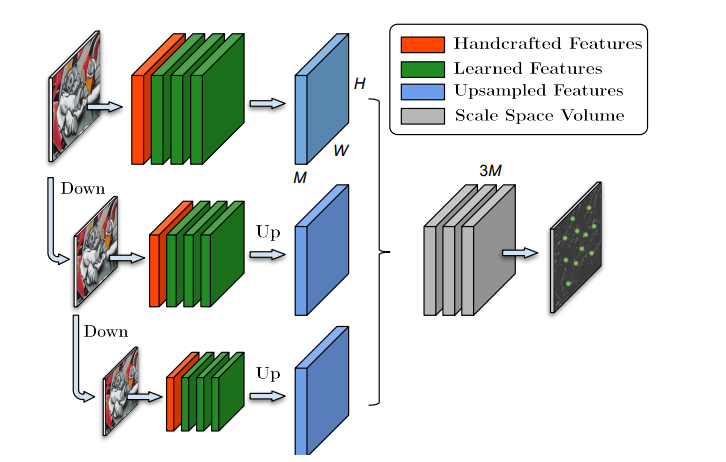 Handcrafted Features
Learned Features
Upsampled Features
Scale Space Volume
H
W
M
Down
Up
3M
Down
Up